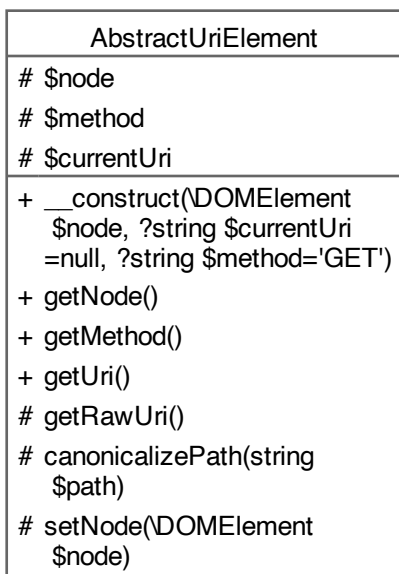 AbstractUriElement
# $node
# $method
# $currentUri
+ __construct(\DOMElement
$node, ?string $currentUri
=null, ?string $method='GET')
+ getNode()
+ getMethod()
+ getUri()
# getRawUri()
# canonicalizePath(string
$path)
# setNode(\DOMElement
$node)